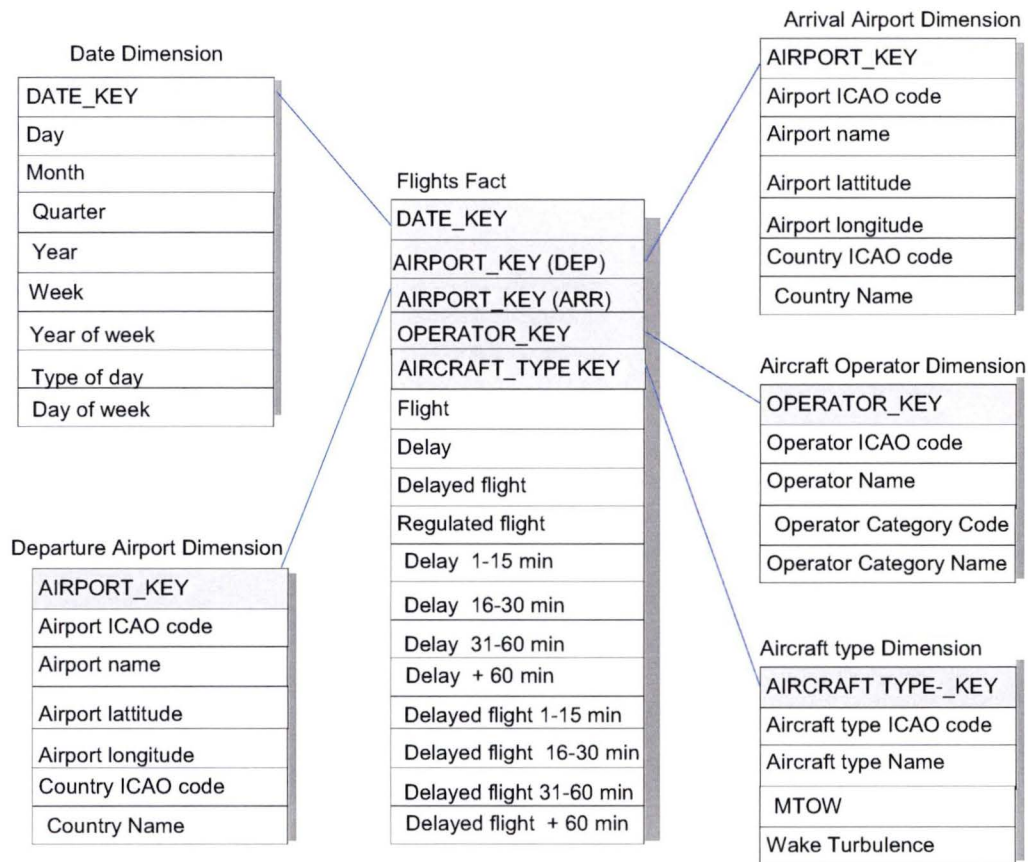 Date Dimension
DATE_KEY
Day
Month
Quarter
Year
Week
Year of week
Type of day
Day of week
Departure Airport Dimension
AIRPORT_KEY
Airport ICAO code
Airport name
Airport lattitude
Airport longitude
Country ICAO code
Country Name
Flights Fact
DATE_KEY
AIRPORT_KEY (DEP)
AIRPORT_KEY (ARR)
OPERATOR_KEY
AIRCRAFT_TYPE KEY
Flight
Delay
Delayed flight
Regulated flight
Delay 1-15 min
Delay 16-30 min
Delay 31-60 min
Delay + 60 min
Delayed flight 1-15 min
Delayed flight 16-30 min
Delayed flight 31-60 min
Delayed flight + 60 min
Arrival Airport Dimension
AIRPORT_KEY
Airport ICAO code
Airport name
Airport lattitude
Airport longitude
Country ICAO code
Country Name
Aircraft Operator Dimension
OPERATOR_KEY
Operator ICAO code
Operator Name
Operator Category Code
Operator Category Name
Aircraft type Dimension
AIRCRAFT TYPE-_KEY
Aircraft type ICAO code
Aircraft type Name
MTOW
Wake Turbulence